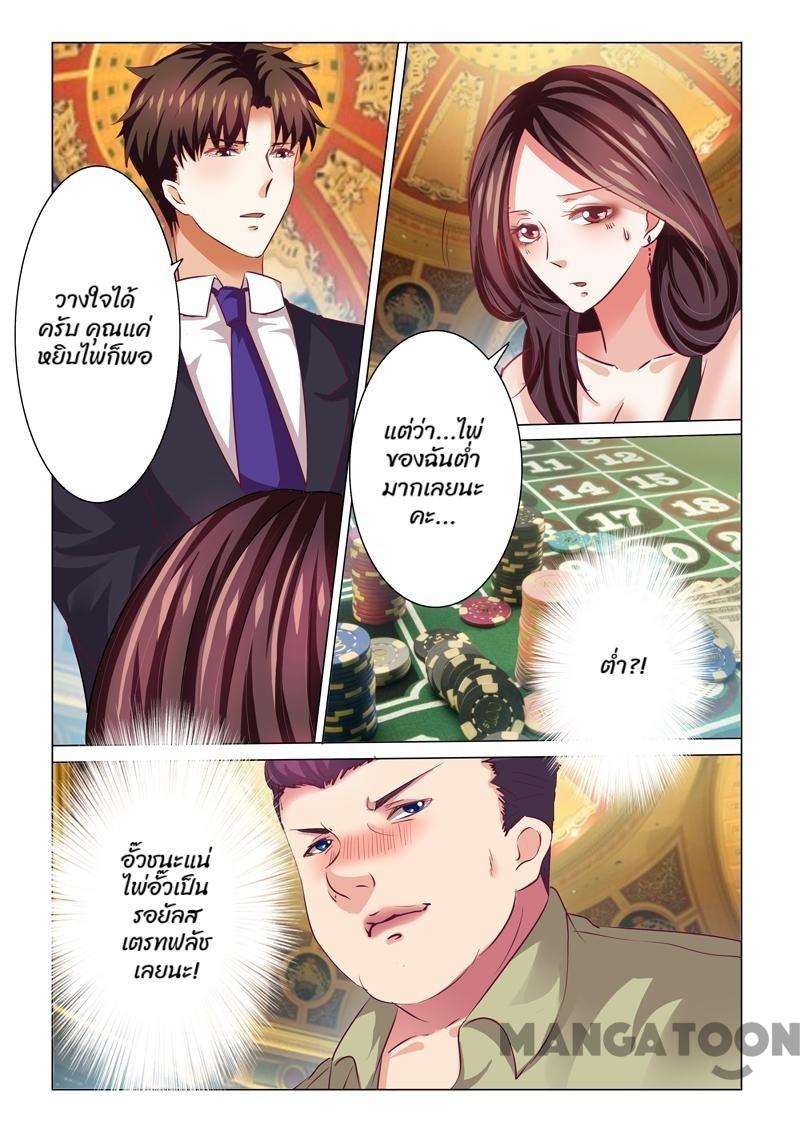 วางใจได้
ครับ คุณแค่
หยิบไพ่ก็พอ
แต่ว่า...ไพ่
ของฉันต่ำ
มากเลยนะ
คะ...
ต่ำ?!
อั๊วชนะแน่
ไพ่อั๊วเป็น
รอยัลส
เตรทฟลัช
เลยนะ!
MANGATOON